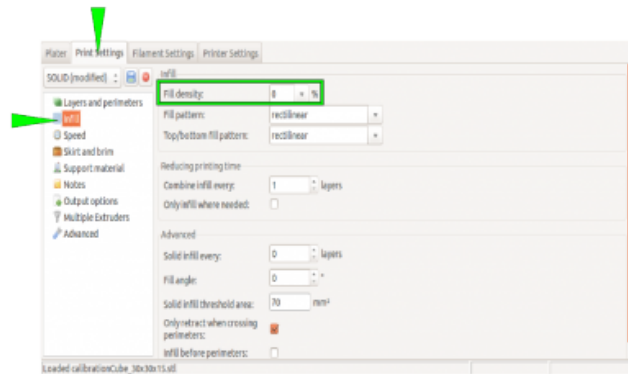 Plater Print Settings Filament Settings Printer Settings
SOLID (modified)
Layers and perimeters
Infill
Speed
Skirt and brim
Support material
Notes
Output options
Multiple Extruders
Advanced
Infill
Fill density: 0 %
Fill pattern: rectilinear
Top/bottom fill pattern: rectilinear
Reducing printing time
Combine infill every: 1 layers
Only infill where needed:
Advanced
Solid infill every: 0 layers
Fill angle: 0 °
Solid infill threshold area: 70 mm²
Only retract when crossing
perimeters:
Infill before perimeters:
Loaded calibrationCube_30x30x15.stl